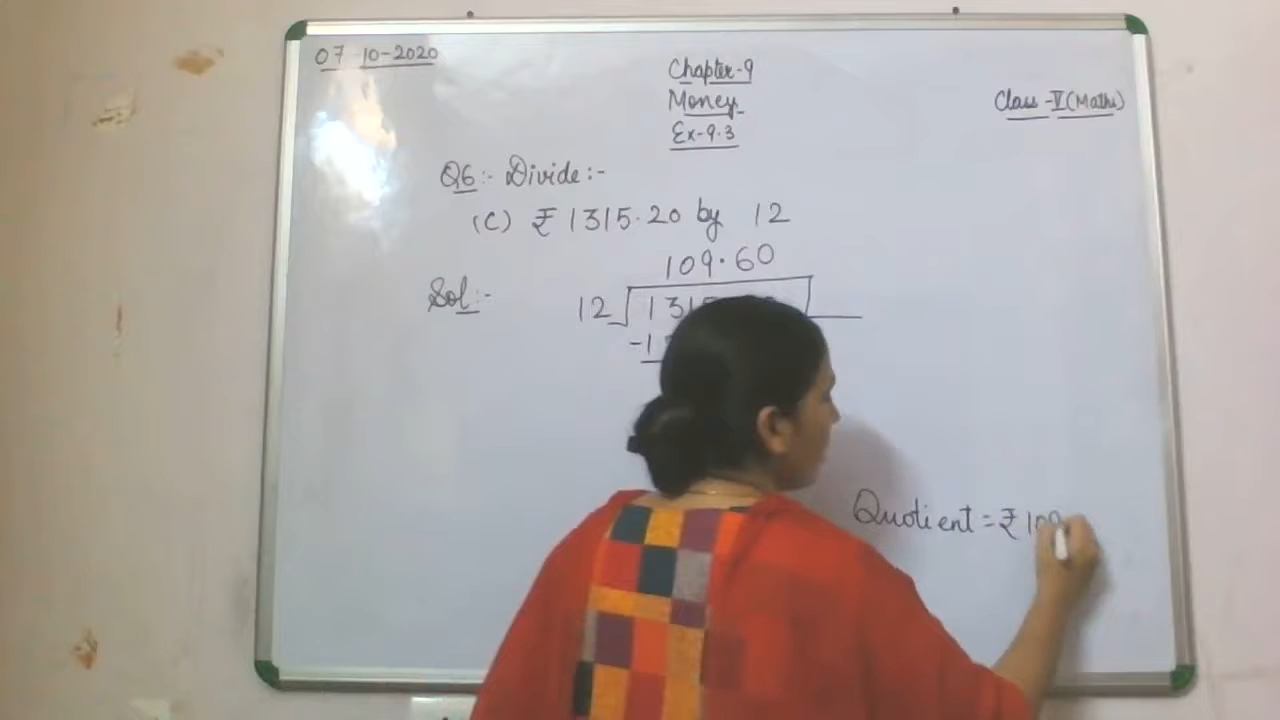 07 10-2020
Chapter-9
Money
Class-V (Maths)
Ex-9.3
Q6:- Divide:-
(C) ₹ 1315.20 by 12
109.60
Sol:- 12 1315
-1
Quotient = ₹ 109